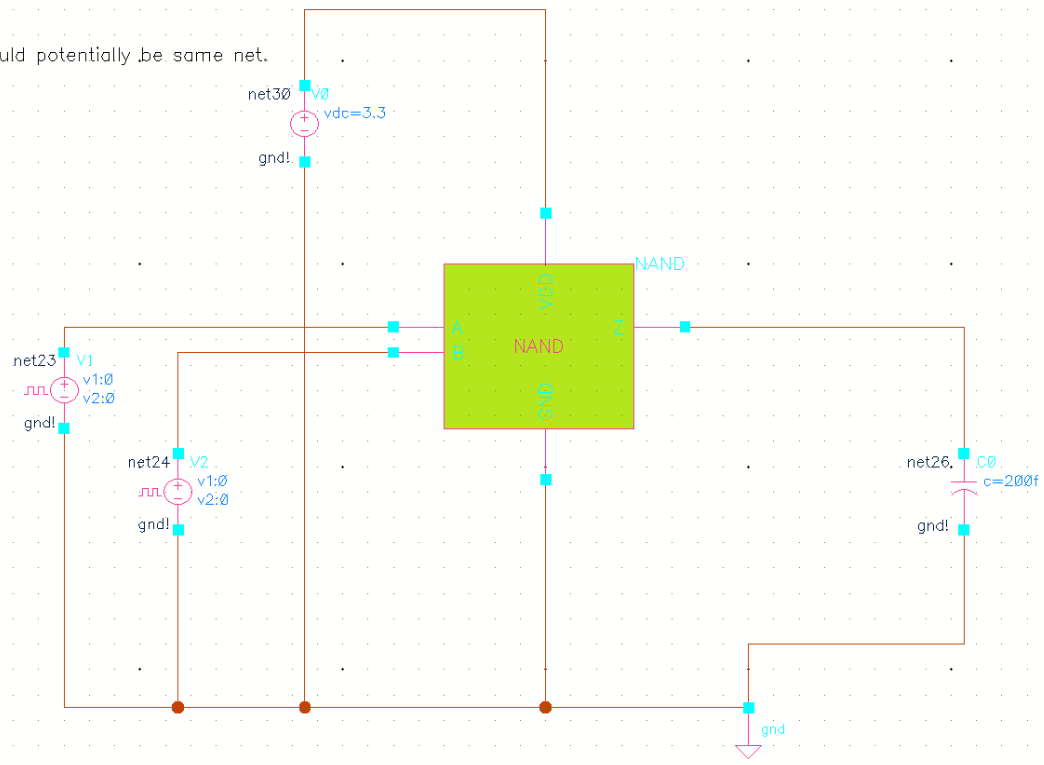 uld potentially be same net.
net30
V0
vdc=3.3
gnd!
VDD
NAND
A
Z
NAND
B
net23
V1
v1:0
v2:0
GND
gnd!
net24
V2
v1:0
v2:0
net26
C0
c=200f
gnd!
gnd!
gnd